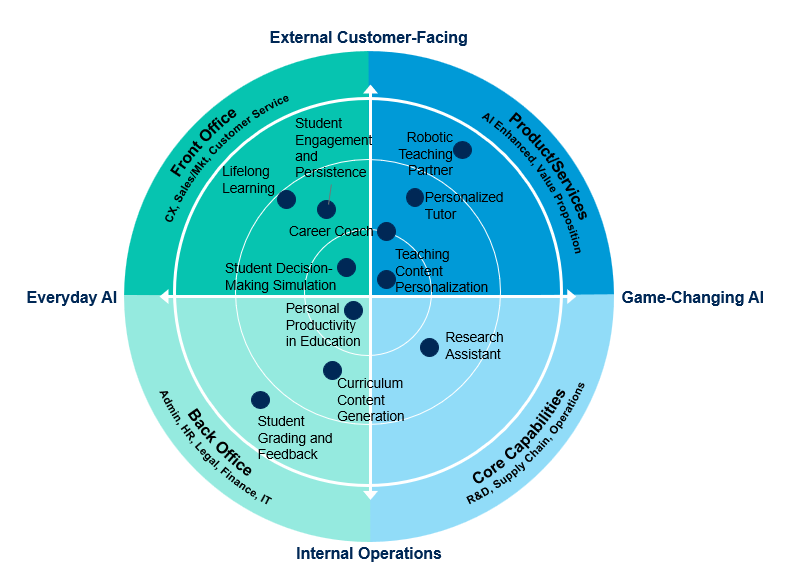 External Customer-Facing
Front Office
CX, Sales/Mkt, Customer Service
Product/Services
AI Enhanced, Value Proposition
Student
Engagement
and
Persistence
Robotic
Teaching
Partner
Lifelong
Learning
Personalized
Tutor
Career Coach
Teaching
Content
Personalization
Student Decision-
Making Simulation
Everyday AI
Game-Changing AI
Personal
Productivity
in Education
Research
Assistant
Curriculum
Content
Generation
Student
Grading and
Feedback
Back Office
Admin, HR, Legal, Finance, IT
Core Capabilities
R&D, Supply Chain, Operations
Internal Operations